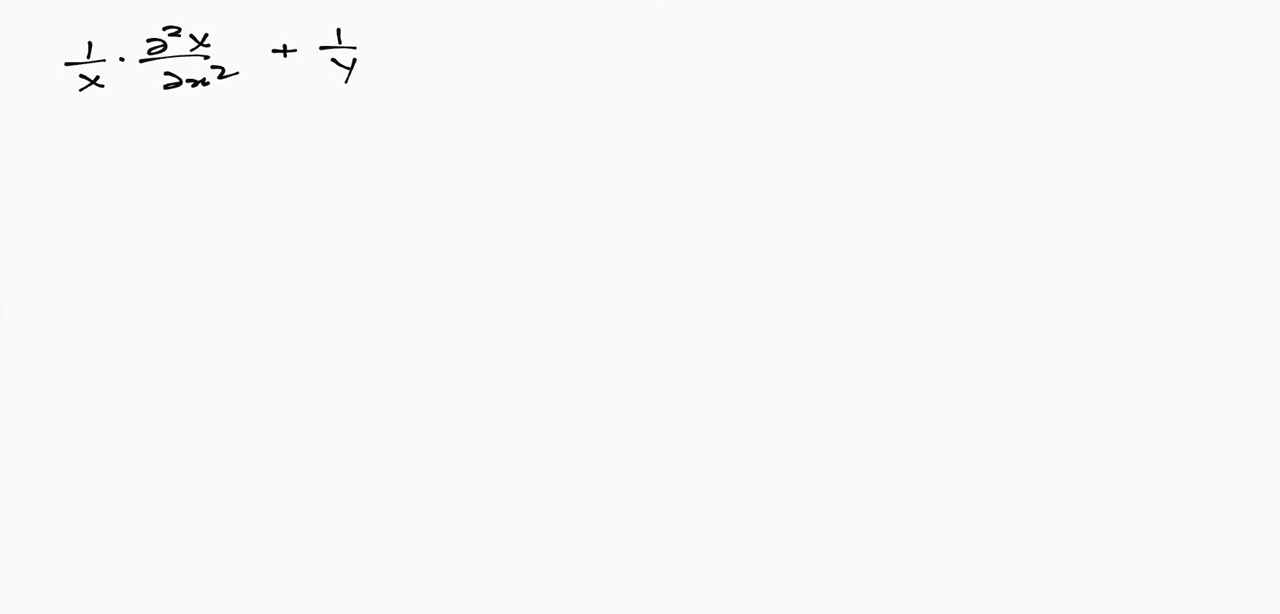 1/X · ∂²X/∂x² + 1/Y